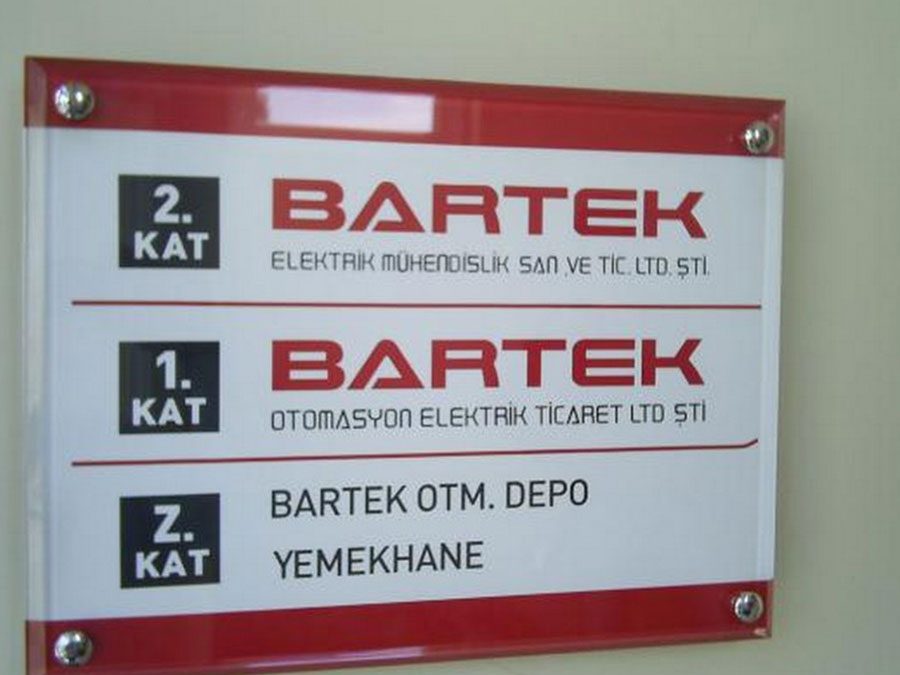 2.
KAT
BARTEK
ELEKTRİK MÜHENDİSLİK SAN ,VE TİC. LTD. ŞTİ.
1.
KAT
BARTEK
OTOMASYON ELEKTRİK TİCARET LTD ŞTİ
Z.
KAT
BARTEK OTM. DEPO
YEMEKHANE